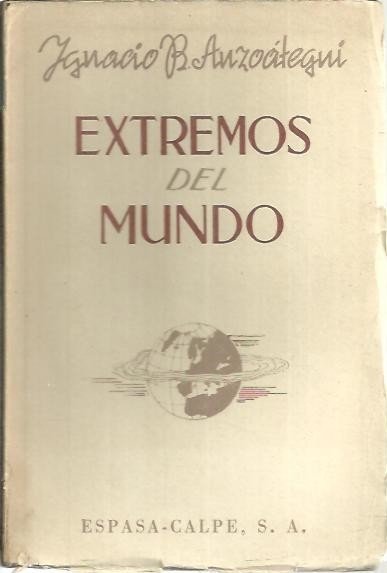 Ignacio B. Anzoátegui
EXTREMOS
DEL
MUNDO
ESPASA-CALPE, S. A.